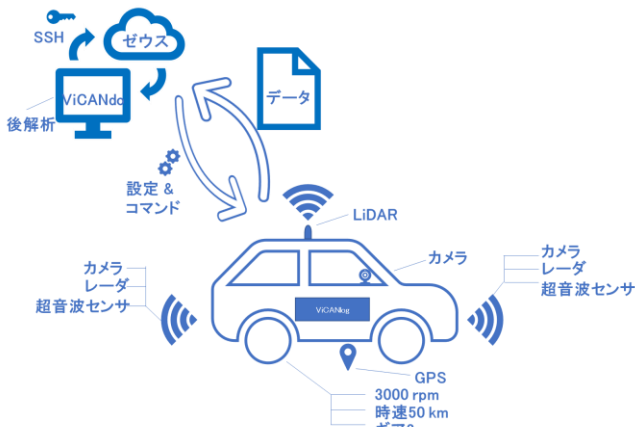 SSH
ゼウス
ViCANdo
後解析
データ
設定 &
コマンド
LiDAR
カメラ
カメラ
レーダ
超音波センサ
カメラ
レーダ
超音波センサ
ViCANlog
GPS
3000 rpm
時速50 km